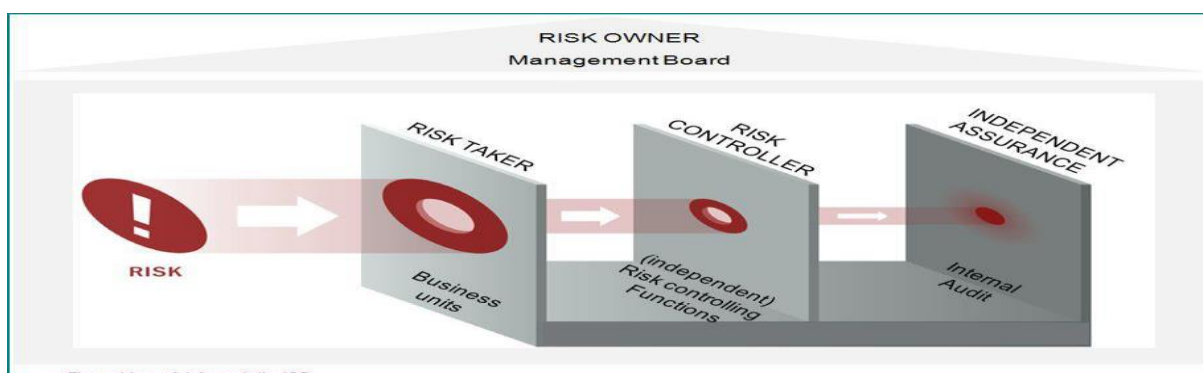 RISK OWNER
Management Board
RISK TAKER
RISK
CONTROLLER
INDEPENDENT
ASSURANCE
!
RISK
Business
units
(independent)
Risk controlling
Functions
Internal
Audit